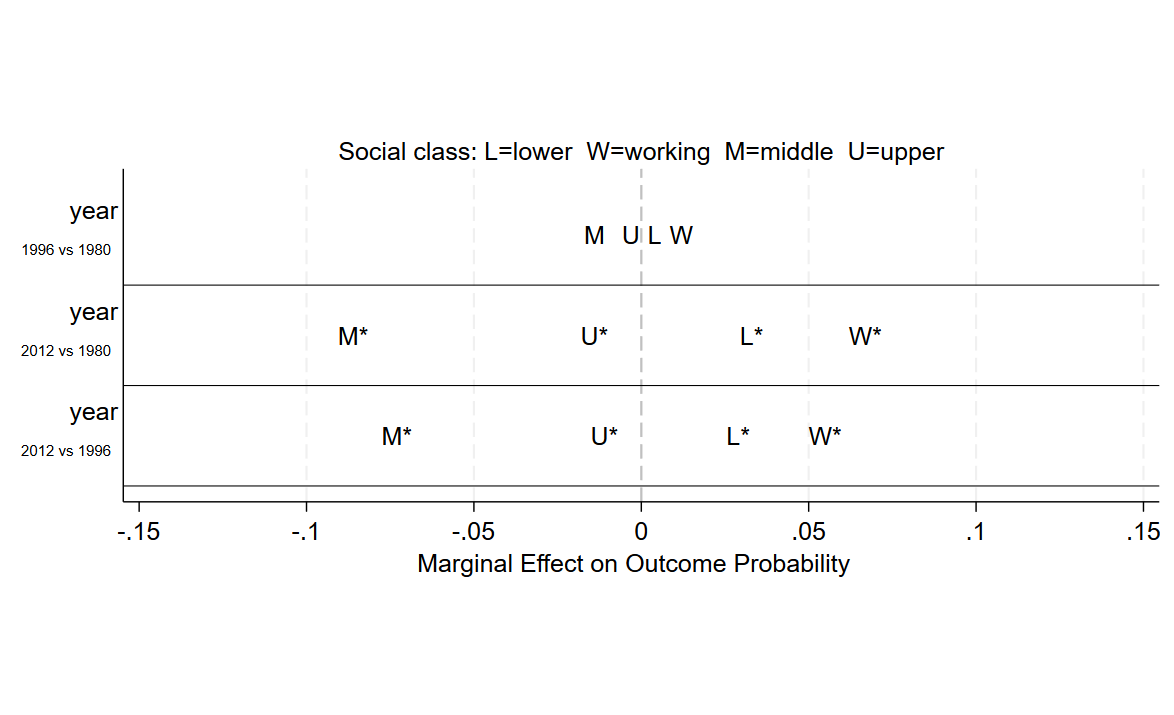 Social class: L=lower  W=working  M=middle  U=upper
year
1996 vs 1980
M U L W
year
2012 vs 1980
M* U* L* W*
year
2012 vs 1996
M* U* L* W*
-.15 -.1 -.05 0 .05 .1 .15
Marginal Effect on Outcome Probability